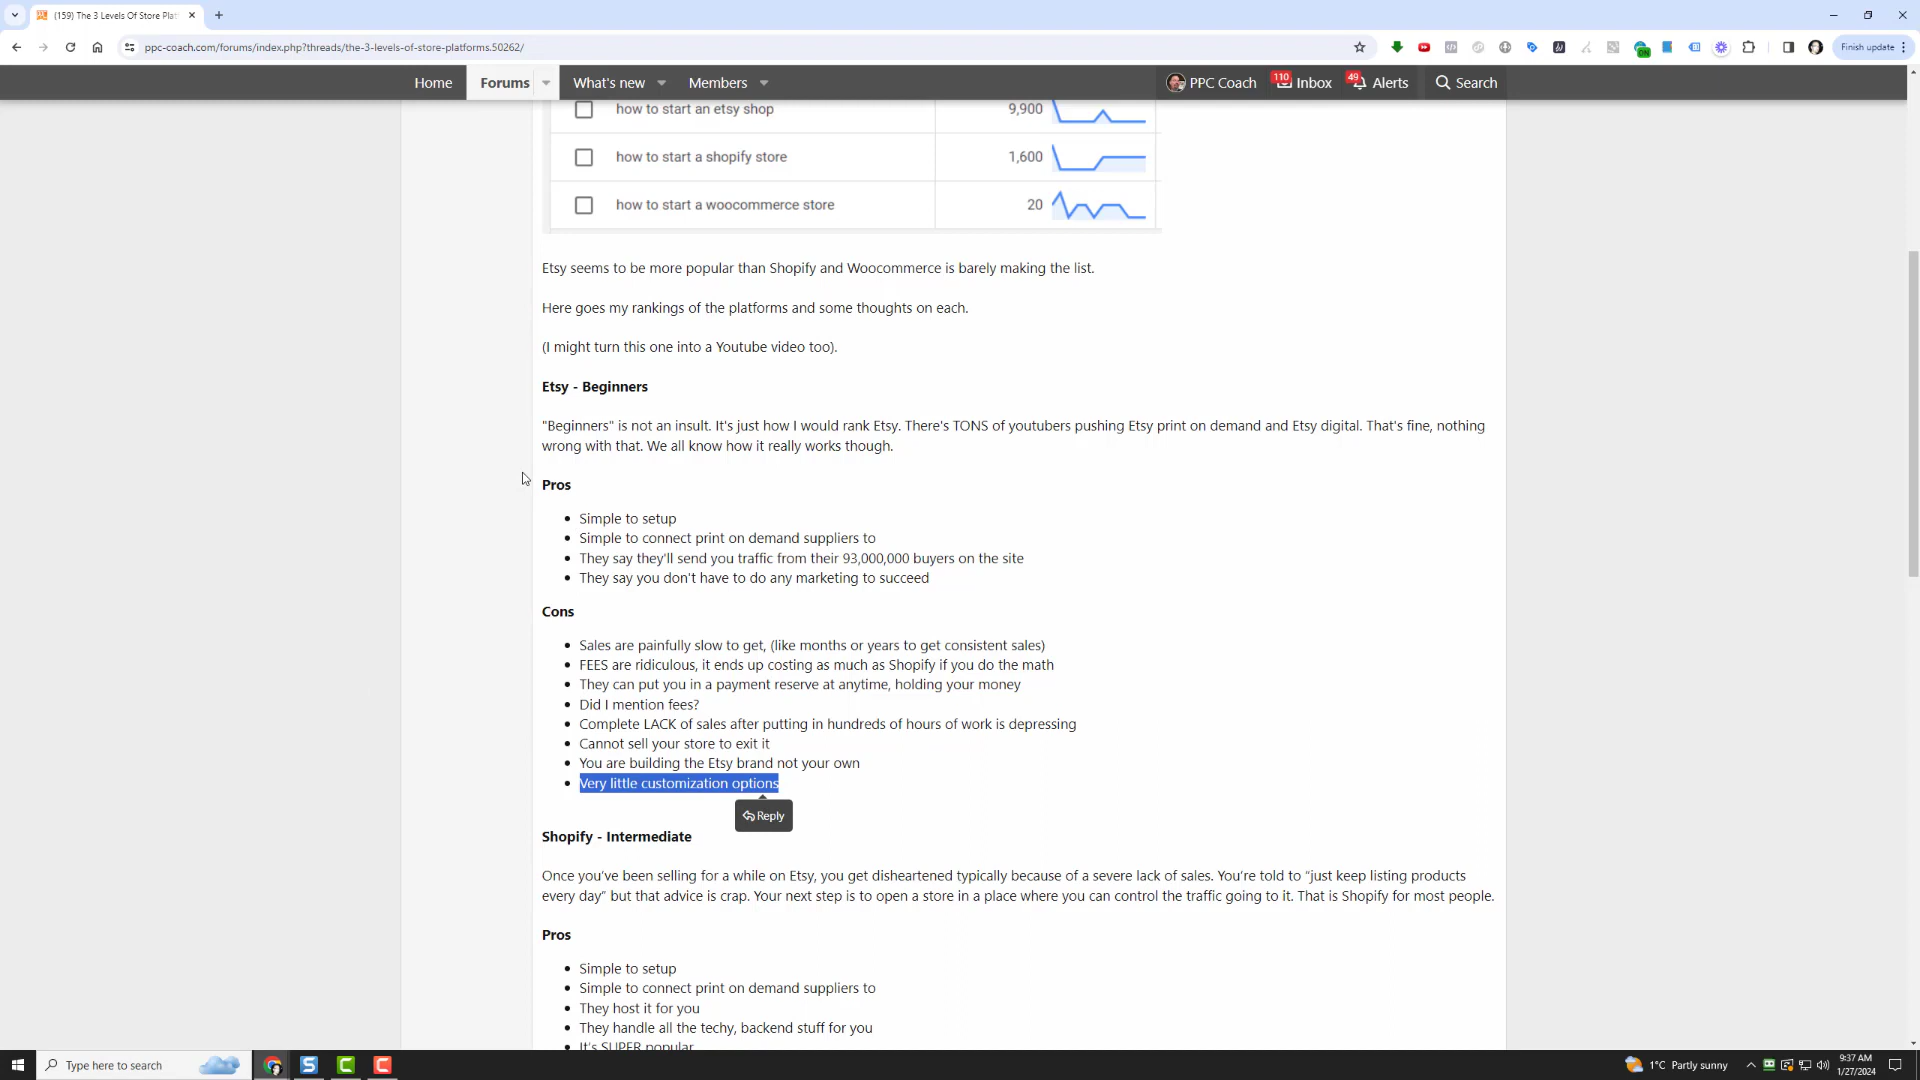 (159) The 3 Levels Of Store Plat
ppc-coach.com/forums/index.php?threads/the-3-levels-of-store-platforms.50262/
ON
Finish update
Home
Forums
What's new
Members
PPC Coach
110
Inbox
49
Alerts
Search
how to start an etsy shop 9,900
how to start a shopify store 1,600
how to start a woocommerce store 20
Etsy seems to be more popular than Shopify and Woocommerce is barely making the list.
Here goes my rankings of the platforms and some thoughts on each.
(I might turn this one into a Youtube video too).
Etsy - Beginners
"Beginners" is not an insult. It's just how I would rank Etsy. There's TONS of youtubers pushing Etsy print on demand and Etsy digital. That's fine, nothing
wrong with that. We all know how it really works though.
Pros
• Simple to setup
• Simple to connect print on demand suppliers to
• They say they'll send you traffic from their 93,000,000 buyers on the site
• They say you don't have to do any marketing to succeed
Cons
• Sales are painfully slow to get, (like months or years to get consistent sales)
• FEES are ridiculous, it ends up costing as much as Shopify if you do the math
• They can put you in a payment reserve at anytime, holding your money
• Did I mention fees?
• Complete LACK of sales after putting in hundreds of hours of work is depressing
• Cannot sell your store to exit it
• You are building the Etsy brand not your own
• Very little customization options
Reply
Shopify - Intermediate
Once you've been selling for a while on Etsy, you get disheartened typically because of a severe lack of sales. You're told to “just keep listing products
every day” but that advice is crap. Your next step is to open a store in a place where you can control the traffic going to it. That is Shopify for most people.
Pros
• Simple to setup
• Simple to connect print on demand suppliers to
• They host it for you
• They handle all the techy, backend stuff for you
• It's SUPER popular
Type here to search
S
C
C
1°C Partly sunny
9:37 AM
1/27/2024